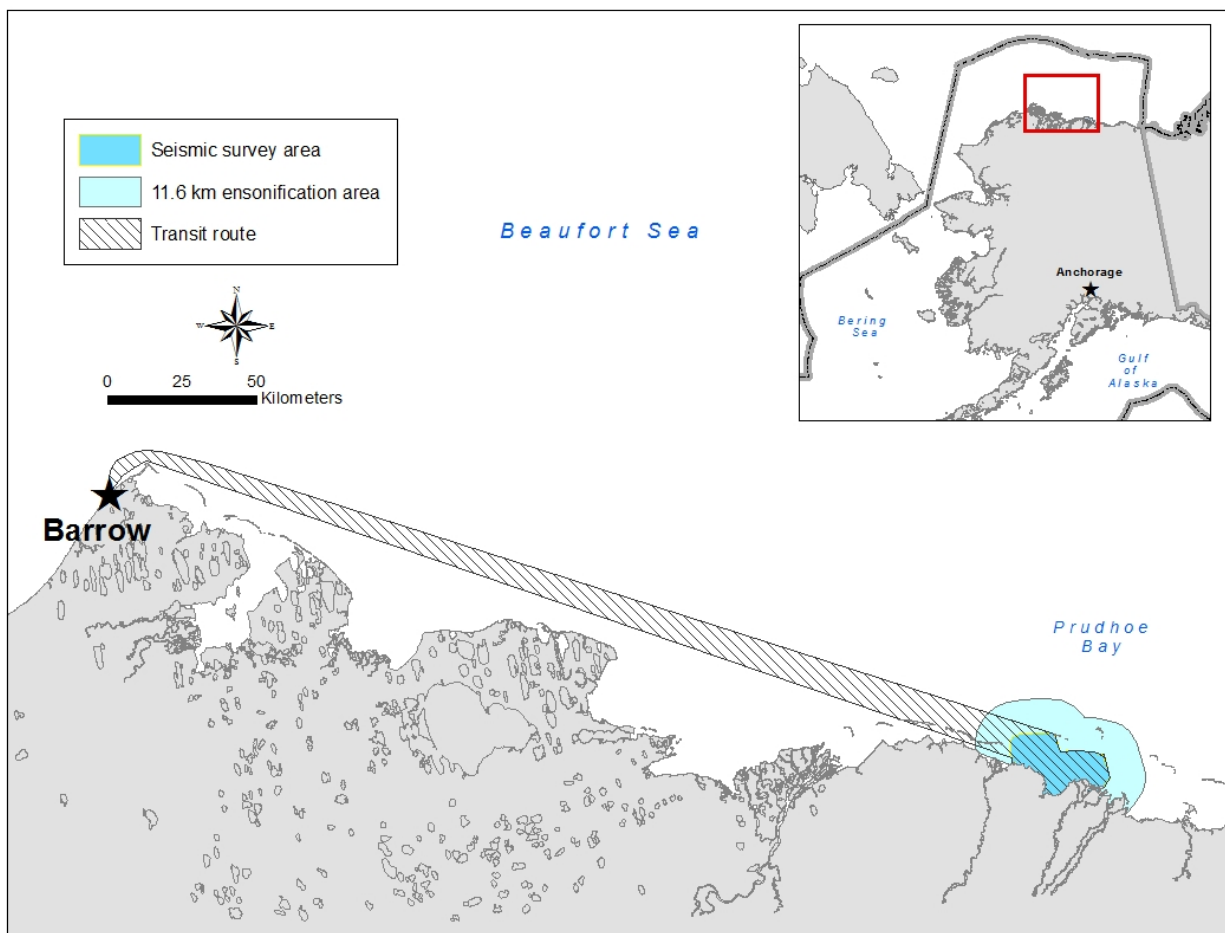 Seismic survey area
11.6 km ensonification area
Transit route
Beaufort Sea
N
W
E
S
0 25 50
Kilometers
Barrow
Prudhoe
Bay
Anchorage
Bering
Sea
Gulf
of
Alaska